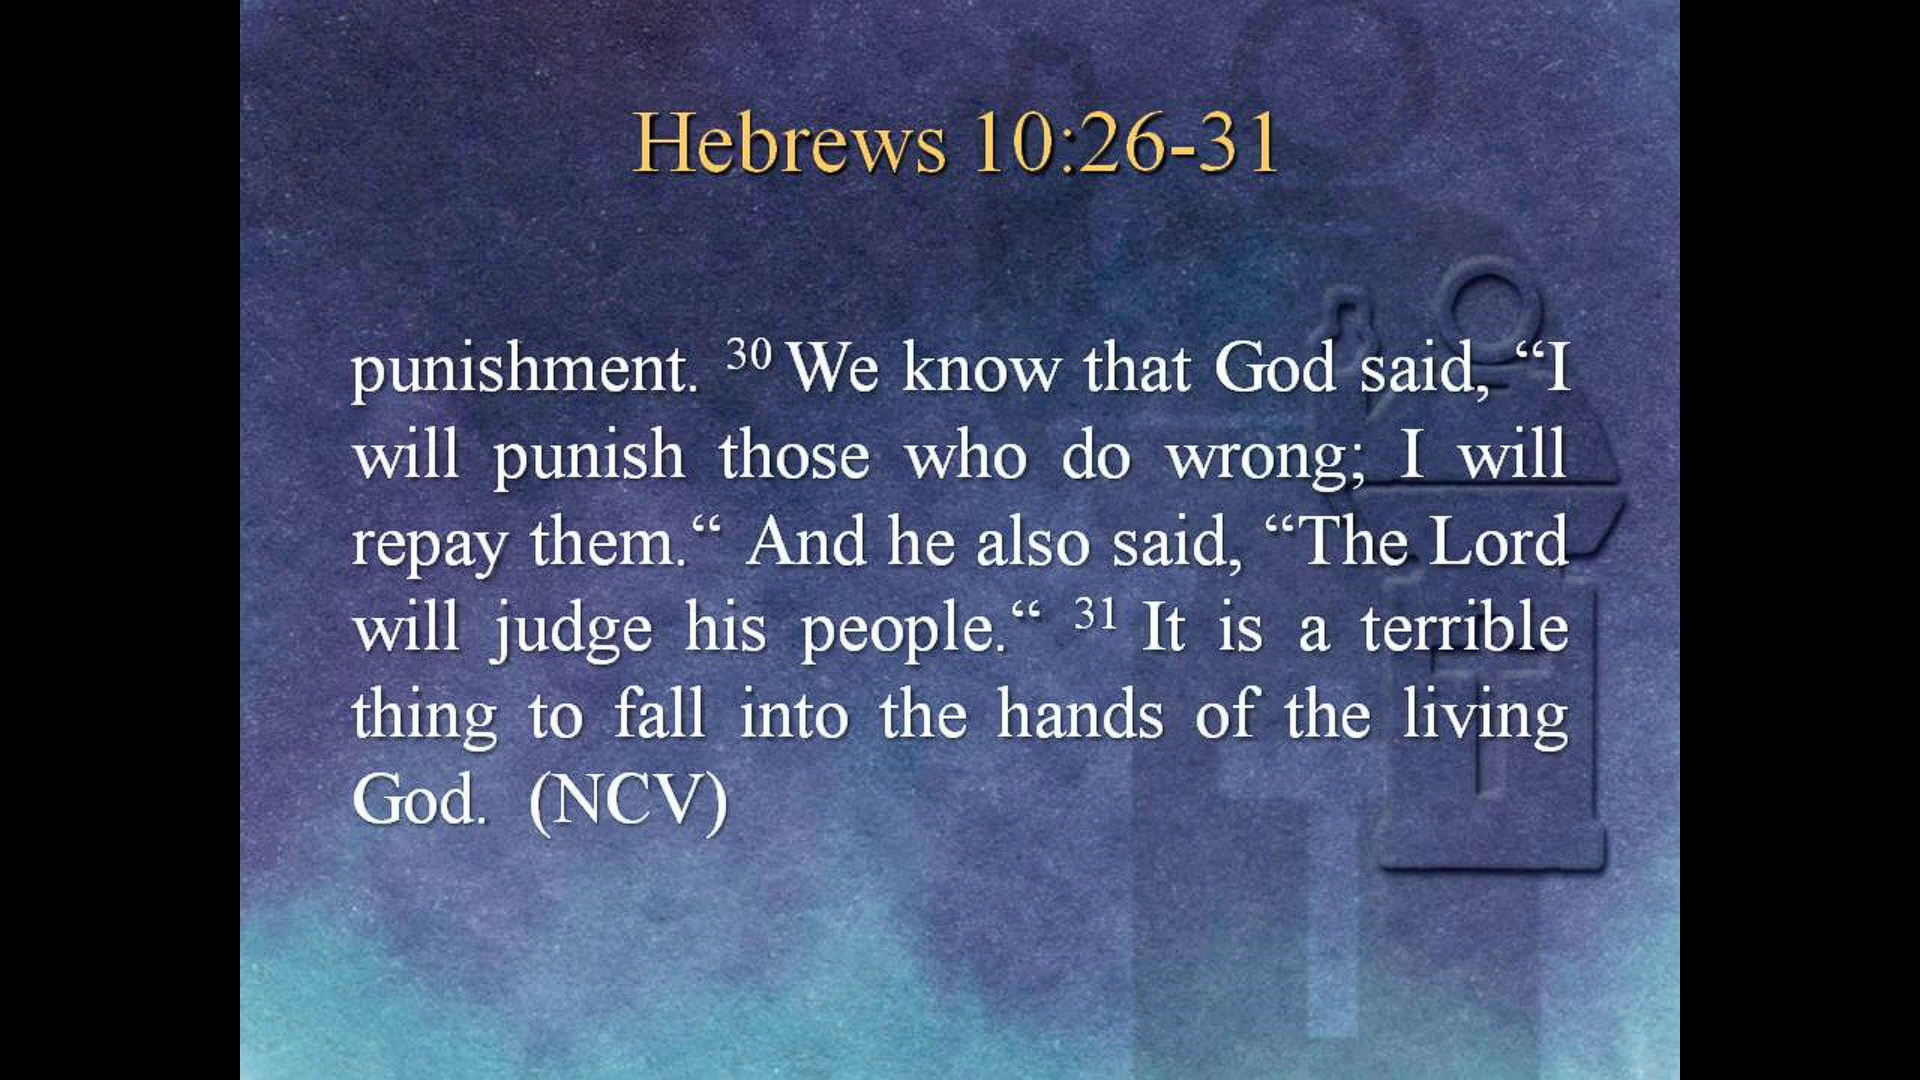 Hebrews 10:26-31
punishment. 30 We know that God said, “I
will punish those who do wrong; I will
repay them.“ And he also said, “The Lord
will judge his people.“ 31 It is a terrible
thing to fall into the hands of the living
God. (NCV)